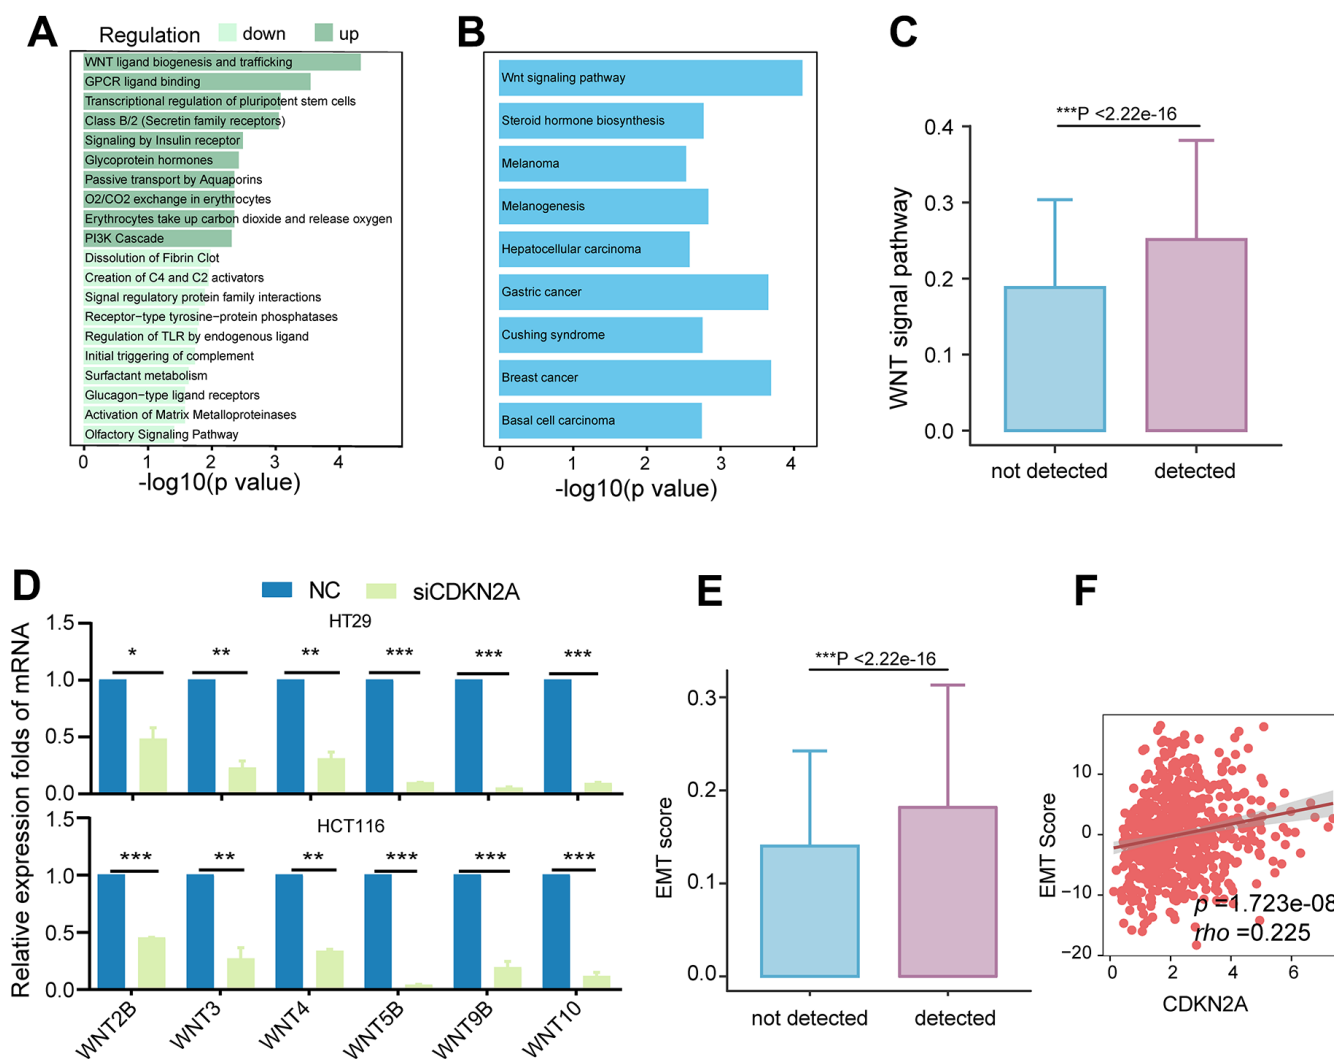 A
Regulation down up
WNT ligand biogenesis and trafficking
GPCR ligand binding
Transcriptional regulation of pluripotent stem cells
Class B/2 (Secretin family receptors)
Signaling by Insulin receptor
Glycoprotein hormones
Passive transport by Aquaporins
O2/CO2 exchange in erythrocytes
Erythrocytes take up carbon dioxide and release oxygen
PI3K Cascade
Dissolution of Fibrin Clot
Creation of C4 and C2 activators
Signal regulatory protein family interactions
Receptor−type tyrosine−protein phosphatases
Regulation of TLR by endogenous ligand
Initial triggering of complement
Surfactant metabolism
Glucagon−type ligand receptors
Activation of Matrix Metalloproteinases
Olfactory Signaling Pathway
0 1 2 3 4
-log10(p value)
B
Wnt signaling pathway
Steroid hormone biosynthesis
Melanoma
Melanogenesis
Hepatocellular carcinoma
Gastric cancer
Cushing syndrome
Breast cancer
Basal cell carcinoma
0 1 2 3 4
-log10(p value)
C
***P <2.22e-16
WNT signal pathway
0.4
0.3
0.2
0.1
0.0
not detected detected
D
NC siCDKN2A
Relative expression folds of mRNA
HT29
1.5
1.0
0.5
0.0
* ** ** *** *** ***
HCT116
1.5
1.0
0.5
0.0
*** ** ** *** *** ***
WNT2B WNT3 WNT4 WNT5B WNT9B WNT10
E
***P <2.22e-16
EMT score
0.3
0.2
0.1
0.0
not detected detected
F
EMT Score
10
0
−10
−20
p =1.723e-08
rho =0.225
0 2 4 6
CDKN2A